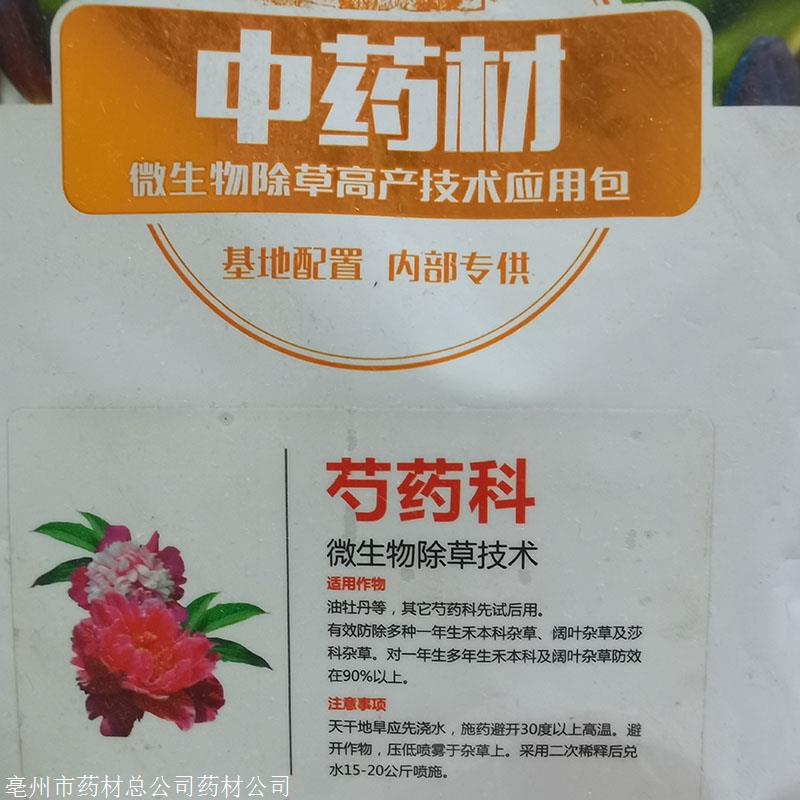 中药材
微生物除草高产技术应用包
基地配置 内部专供
芍药科
微生物除草技术
适用作物
油牡丹等，其它芍药科先试后用。
有效防除多种一年生禾本科杂草、阔叶杂草及莎
科杂草。对一年生多年生禾本科及阔叶杂草防效
在90%以上。
注意事项
天干地旱应先浇水，施药避开30度以上高温。避
开作物，压低喷雾于杂草上。采用二次稀释后兑
水15-20公斤喷施。
亳州市药材总公司药材公司